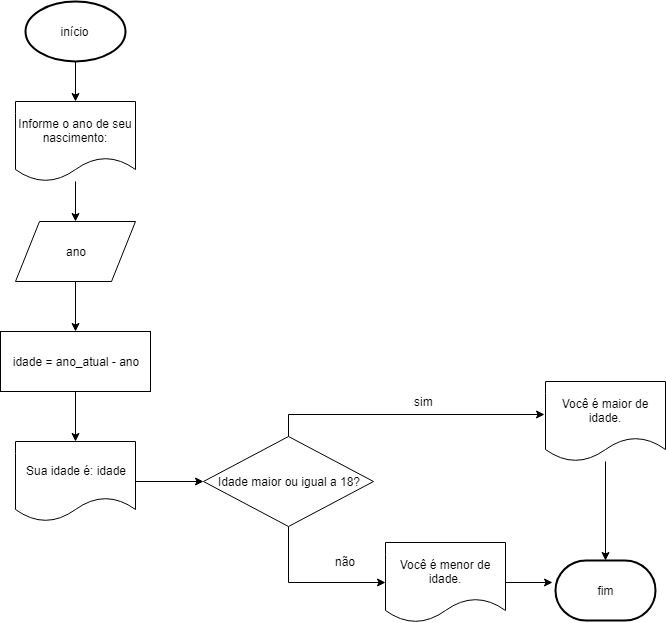 início
Informe o ano de seu
nascimento:
ano
idade = ano_atual - ano
Sua idade é: idade
Idade maior ou igual a 18?
sim
Você é maior de
idade.
não
Você é menor de
idade.
fim